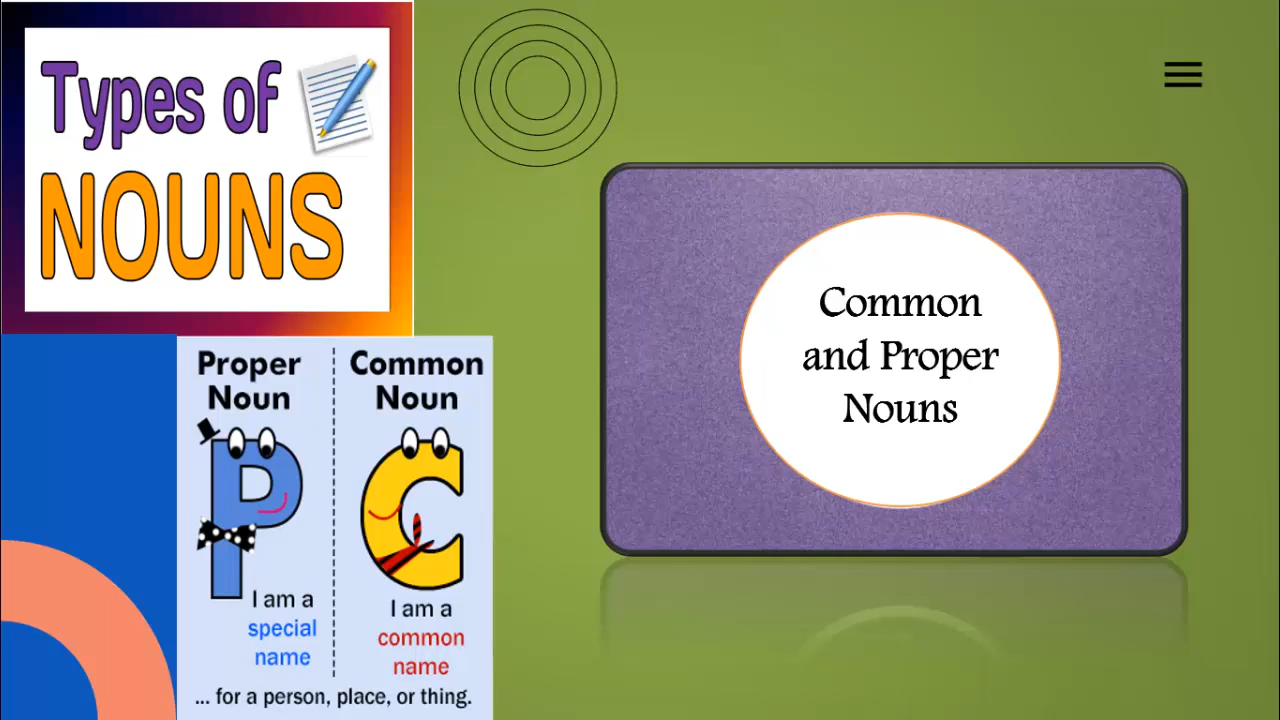 Types of
NOUNS
Proper
Noun
I am a
special
name
Common
Noun
I am a
common
name
... for a person, place, or thing.
Common
and Proper
Nouns